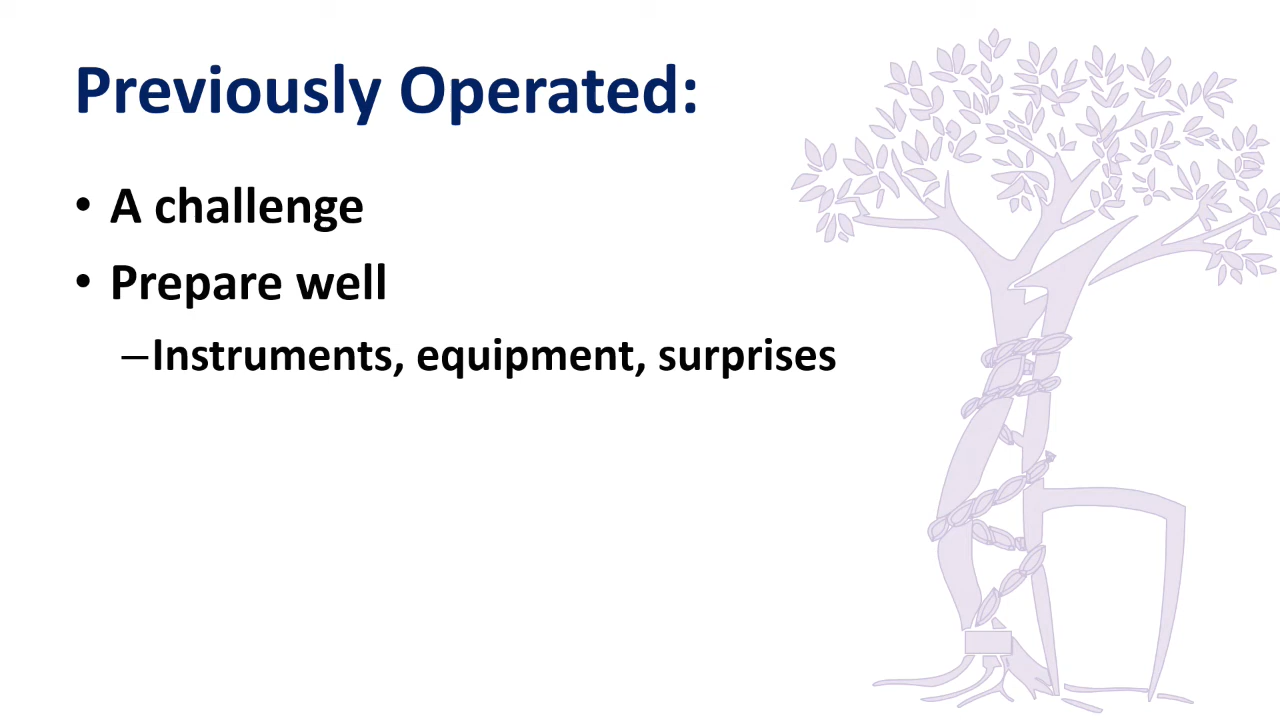 Previously Operated:
• A challenge
• Prepare well
–Instruments, equipment, surprises